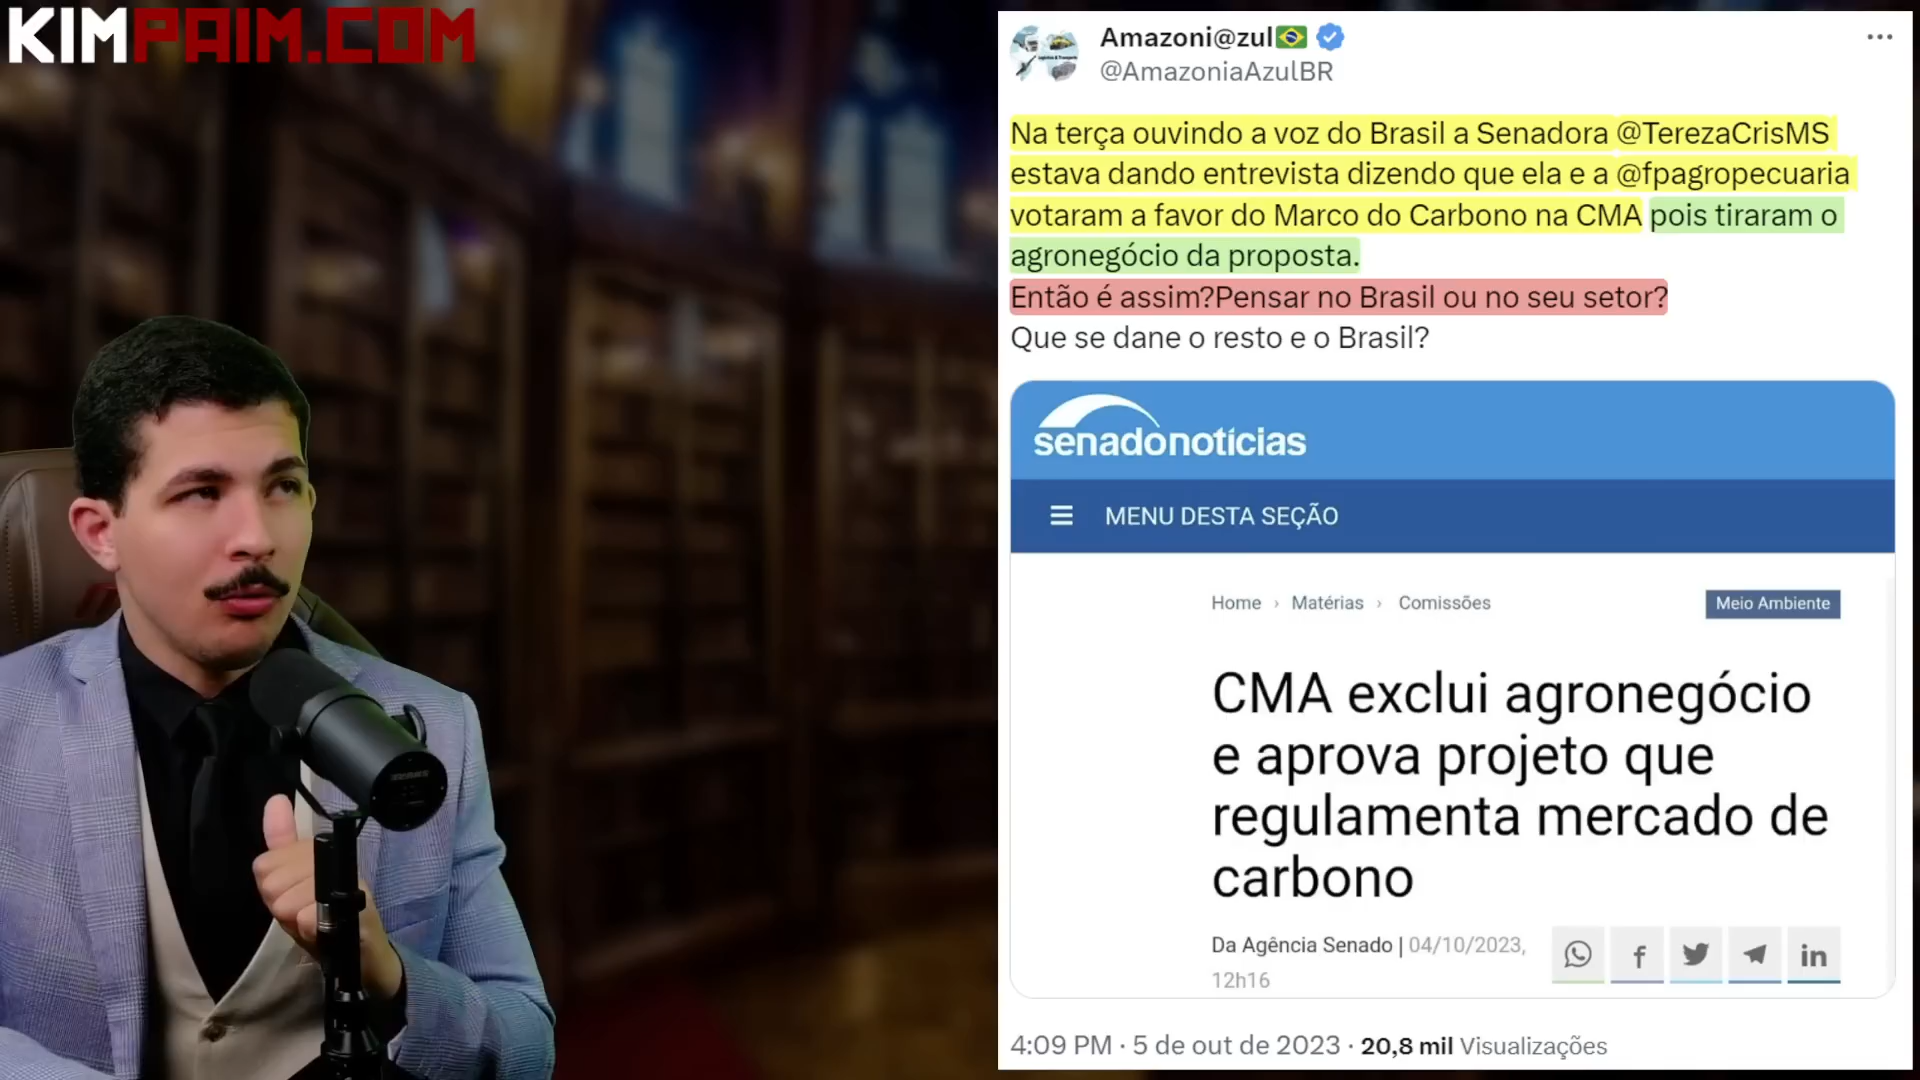 KIMPAIM.COM
Amazoni@zul🇧🇷
@AmazoniaAzulBR
Na terça ouvindo a voz do Brasil a Senadora @TerezaCrisMS
estava dando entrevista dizendo que ela e a @fpagropecuaria
votaram a favor do Marco do Carbono na CMA pois tiraram o
agronegócio da proposta.
Então é assim?Pensar no Brasil ou no seu setor?
Que se dane o resto e o Brasil?
senadonotícias
MENU DESTA SEÇÃO
Home › Matérias › Comissões
Meio Ambiente
CMA exclui agronegócio
e aprova projeto que
regulamenta mercado de
carbono
Da Agência Senado | 04/10/2023,
12h16
4:09 PM · 5 de out de 2023 · 20,8 mil Visualizações